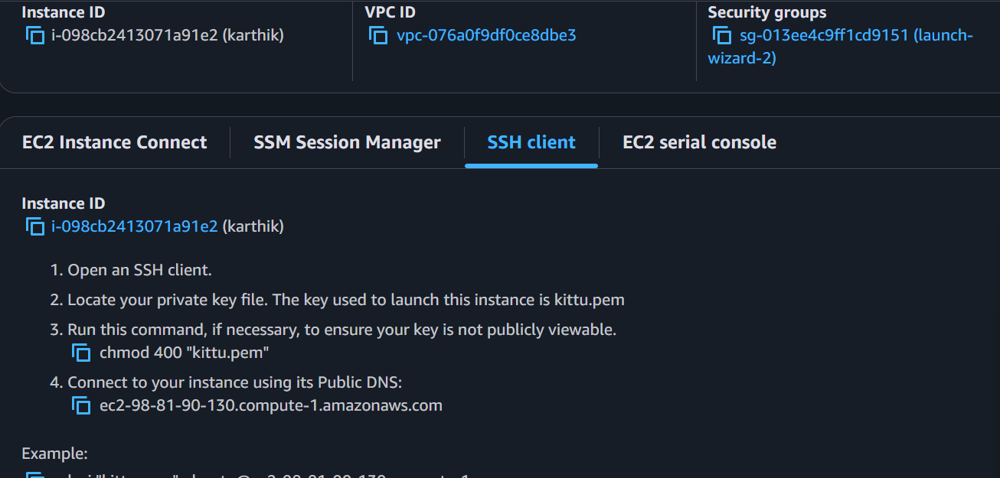 Instance ID
i-098cb2413071a91e2 (karthik)
VPC ID
vpc-076a0f9df0ce8dbe3
Security groups
sg-013ee4c9ff1cd9151 (launch-
wizard-2)
EC2 Instance Connect
SSM Session Manager
SSH client
EC2 serial console
Instance ID
i-098cb2413071a91e2 (karthik)
1. Open an SSH client.
2. Locate your private key file. The key used to launch this instance is kittu.pem
3. Run this command, if necessary, to ensure your key is not publicly viewable.
chmod 400 "kittu.pem"
4. Connect to your instance using its Public DNS:
ec2-98-81-90-130.compute-1.amazonaws.com
Example: